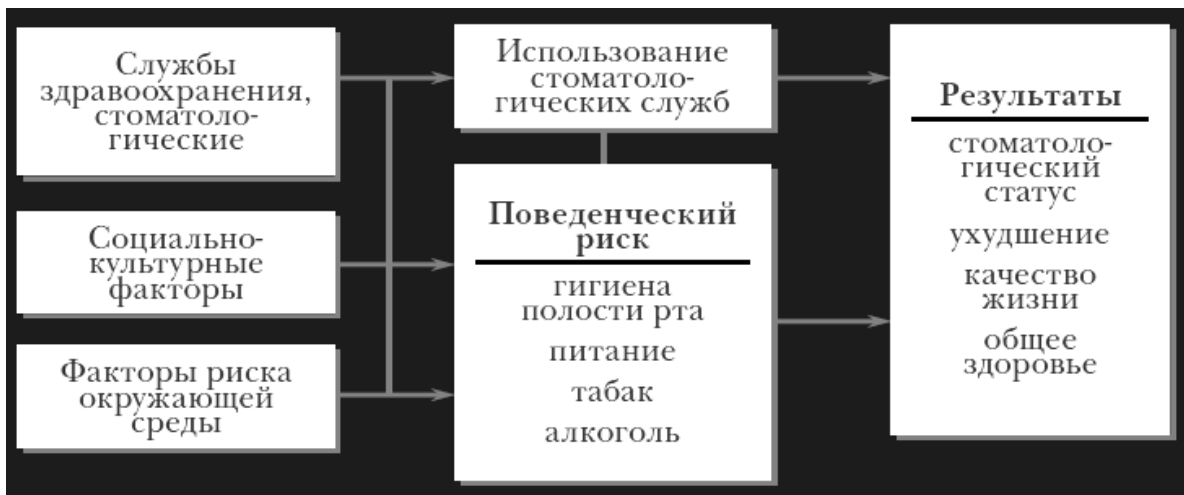 Службы
здравоохранения,
стоматоло-
гические
Социально-
культурные
факторы
Факторы риска
окружающей
среды
Использование
стоматоло-
гических служб
Поведенческий
риск
гигиена
полости рта
питание
табак
алкоголь
Результаты
стоматоло-
гический
статус
ухудшение
качество
жизни
общее
здоровье